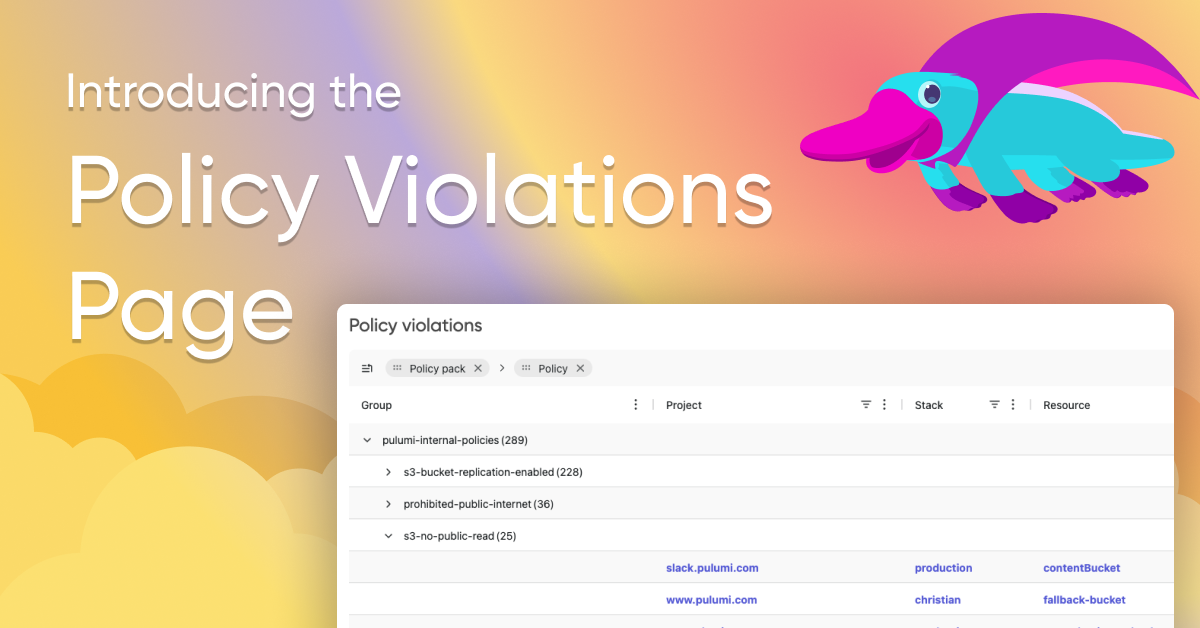 Introducing the
Policy Violations
Page
Policy violations
Policy pack Policy
Group Project Stack Resource
pulumi-internal-policies (289)
s3-bucket-replication-enabled (228)
prohibited-public-internet (36)
s3-no-public-read (25)
slack.pulumi.com production contentBucket
www.pulumi.com christian fallback-bucket